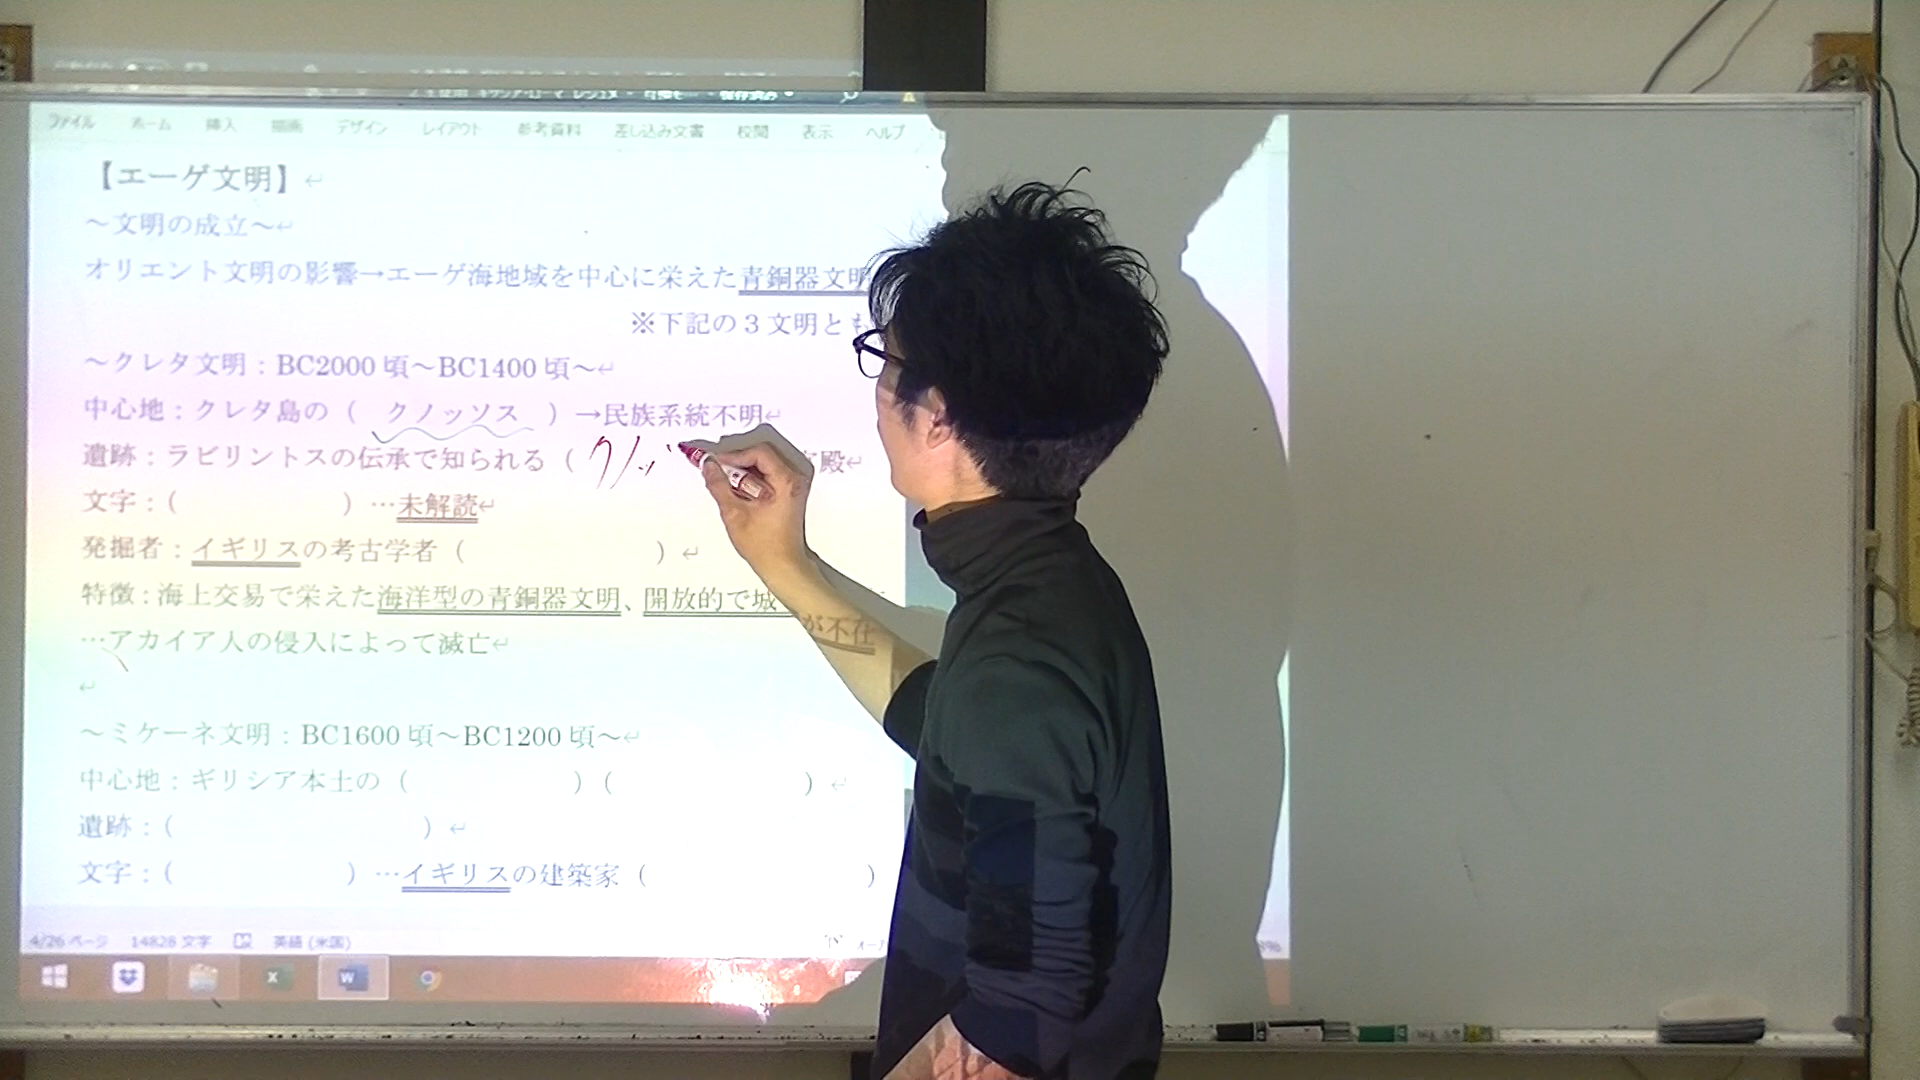 ファイル ホーム 挿入 描画 デザイン レイアウト 参考資料 差し込み文書 校閲 表示 ヘルプ
【エーゲ文明】
～文明の成立～
オリエント文明の影響→エーゲ海地域を中心に栄えた青銅器文明
※下記の3文明とも
～クレタ文明：BC2000頃～BC1400頃～
中心地：クレタ島の（ クノッソス ）→民族系統不明
遺跡：ラビリントスの伝承で知られる（ クノッ 殿
文字：( ) …未解読
発掘者：イギリスの考古学者（ ）
特徴：海上交易で栄えた海洋型の青銅器文明、開放的で城 が不在
…アカイア人の侵入によって滅亡
～ミケーネ文明：BC1600頃～BC1200頃～
中心地：ギリシア本土の（ ）（ ）
遺跡：( )
文字：( ) …イギリスの建築家（ ）
4/26 ページ 14828 文字 英語 (米国)